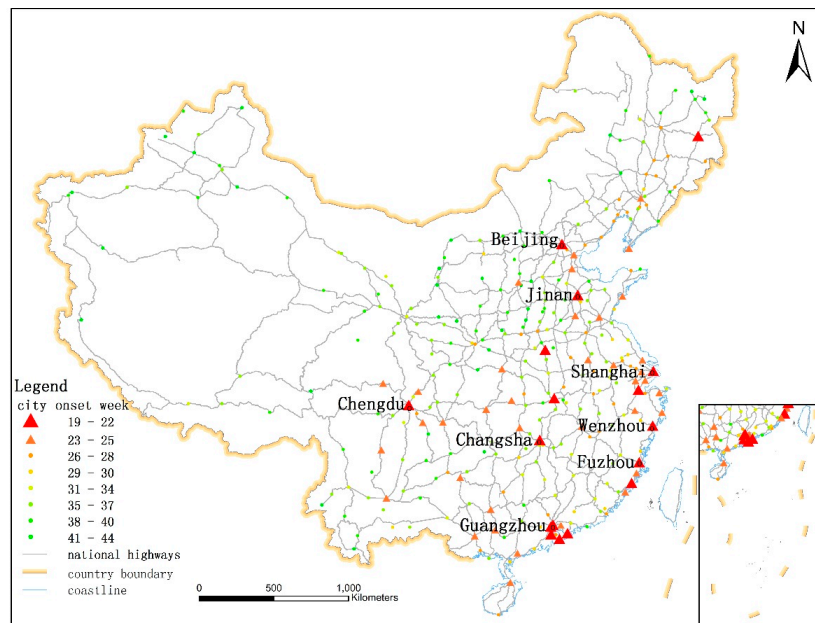 N
Beijing
Jinan
Shanghai
Chengdu
Wenzhou
Changsha
Fuzhou
Guangzhou
Legend
city onset week
19 - 22
23 - 25
26 - 28
29 - 30
31 - 34
35 - 37
38 - 40
41 - 44
national highways
country boundary
coastline
0 500 1,000
Kilometers